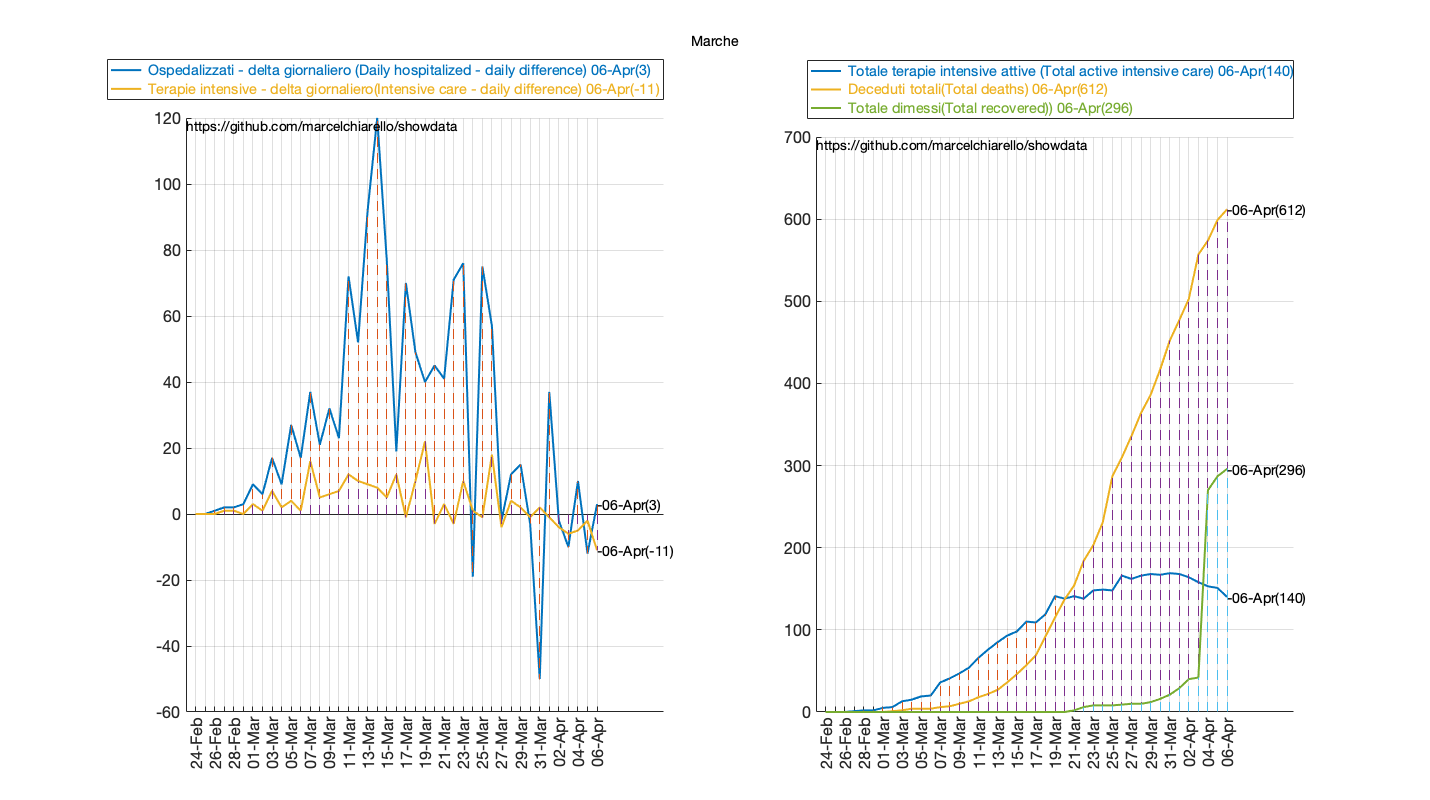 Marche
Ospedalizzati - delta giornaliero (Daily hospitalized - daily difference) 06-Apr(3)
Terapie intensive - delta giornaliero(Intensive care - daily difference) 06-Apr(-11)
https://github.com/marcelchiarello/showdata
120
100
80
60
40
20
0
-20
-40
-60
06-Apr(3)
06-Apr(-11)
24-Feb
26-Feb
28-Feb
01-Mar
03-Mar
05-Mar
07-Mar
09-Mar
11-Mar
13-Mar
15-Mar
17-Mar
19-Mar
21-Mar
23-Mar
25-Mar
27-Mar
29-Mar
31-Mar
02-Apr
04-Apr
06-Apr
Totale terapie intensive attive (Total active intensive care) 06-Apr(140)
Deceduti totali(Total deaths) 06-Apr(612)
Totale dimessi(Total recovered)) 06-Apr(296)
https://github.com/marcelchiarello/showdata
700
600
500
400
300
200
100
0
06-Apr(612)
06-Apr(296)
06-Apr(140)
24-Feb
26-Feb
28-Feb
01-Mar
03-Mar
05-Mar
07-Mar
09-Mar
11-Mar
13-Mar
15-Mar
17-Mar
19-Mar
21-Mar
23-Mar
25-Mar
27-Mar
29-Mar
31-Mar
02-Apr
04-Apr
06-Apr